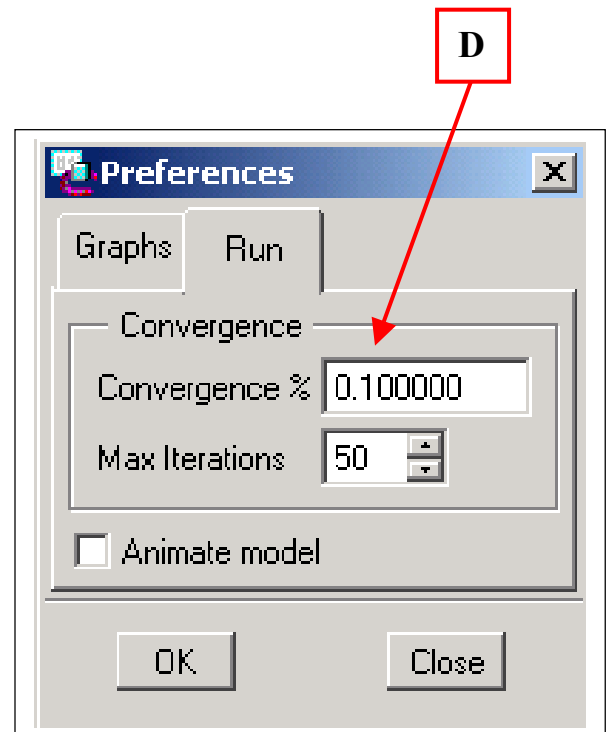 D
Preferences
Graphs Run
Convergence
Convergence % 0.100000
Max Iterations 50
Animate model
OK Close